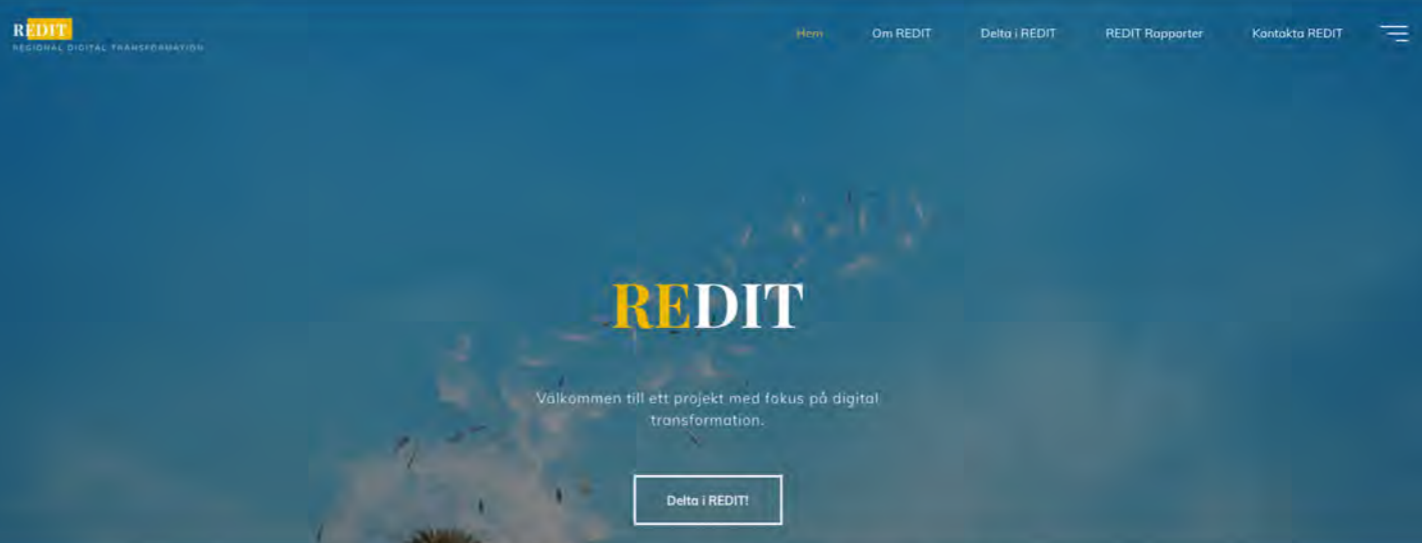 REDIT
REGIONAL DIGITAL TRANSFORMATION
Hem
Om REDIT
Delta i REDIT
REDIT Rapporter
Kontakta REDIT
REDIT
Välkommen till ett projekt med fokus på digital
transformation.
Delta i REDIT!